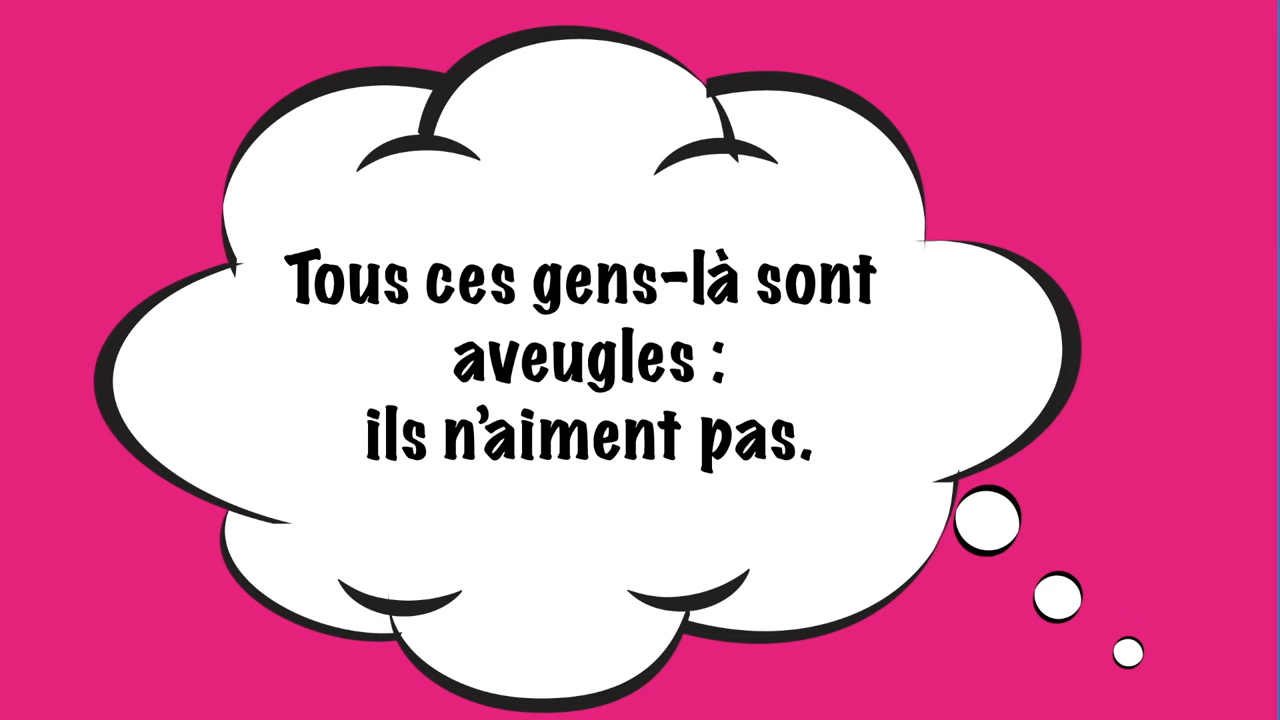 Tous ces gens-là sont
aveugles :
ils n’aiment pas.